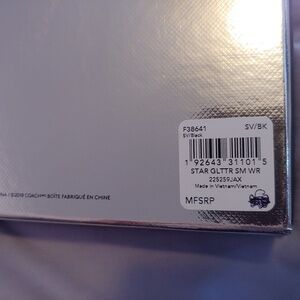 F38641 SV/BK
SV/Black
1 92643 31101 5
STAR GLTTR SM WR
225259JAX
Made in Vietnam/Vietnam
MFSRP
NA / ©2018 COACH BOÎTE FABRIQUÉ EN CHINE